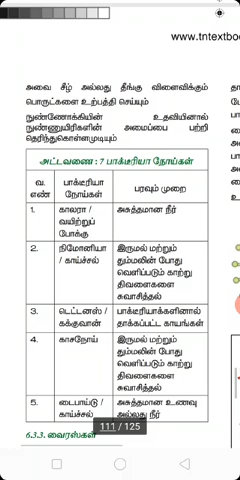 www.tntextbo
அவை சீழ் அல்லது தீங்கு விளைவிக்கும்
பொருட்களை உற்பத்தி செய்யும்
நுண்ணோக்கியின் உதவியினால்
நுண்ணுயிரிகளின் அமைப்பை பற்றி
தெரிந்துகொள்ளமுடியும்
அட்டவணை : 7 பாக்டீரியா நோய்கள்
வ. எண்
பாக்டீரியா நோய்கள்
பரவும் முறை
1. காலரா / அசுத்தமான நீர்
வயிற்றுப்
போக்கு
2. நிமோனியா இருமல் மற்றும்
/ காய்ச்சல் தும்மலின் போது
வெளிப்படும் காற்று
திவளைகளை
சுவாசித்தல்
3. டெட்டனஸ் / பாக்டீரியாக்களினால்
கக்குவான் தாக்கப்பட்ட காயங்கள்
4. காசநோய் இருமல் மற்றும்
தும்மலின் போது
வெளிப்படும் காற்று
திவளைகளை
சுவாசித்தல்
5. டைபாய்டு / அசுத்தமான உணவு
காய்ச்சல் அல்லது நீர்
111 / 125
6.3.3. வைரஸ்கள்